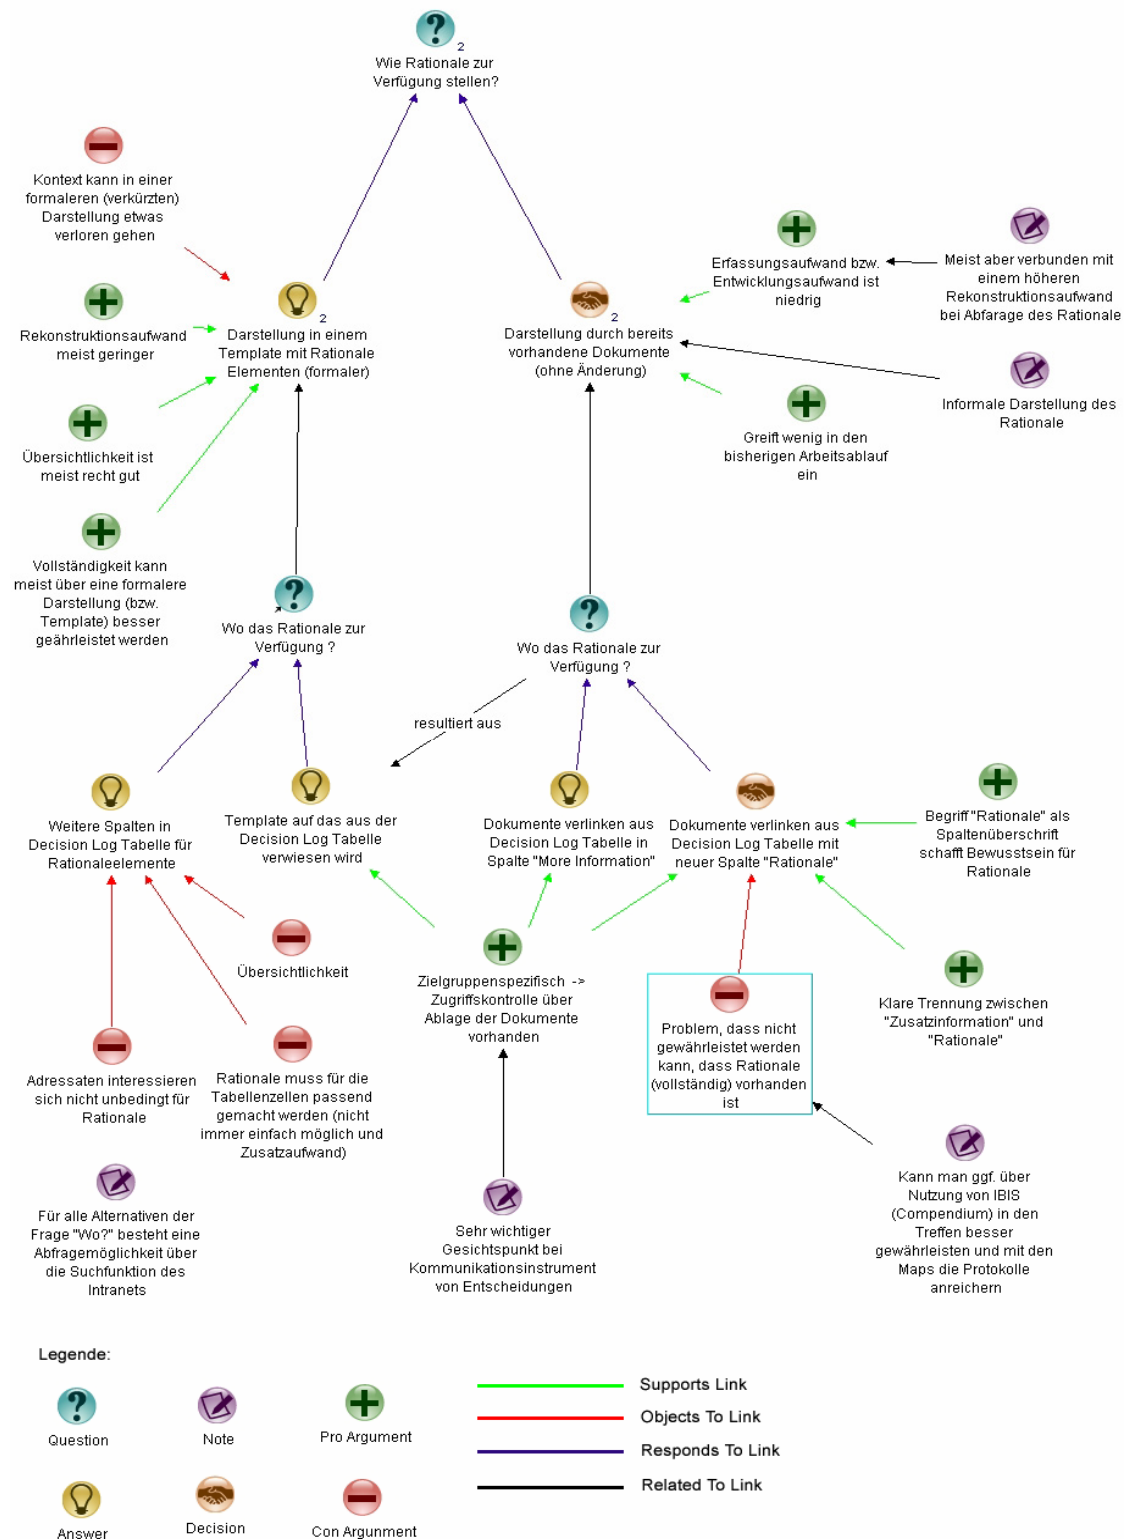 2
Wie Rationale zur
Verfügung stellen?
Kontext kann in einer
formaleren (verkürzten)
Darstellung etwas
verloren gehen
Rekonstruktionsaufwand
meist geringer
Übersichtlichkeit ist
meist recht gut
Vollständigkeit kann
meist über eine formalere
Darstellung (bzw.
Template) besser
geährleistet werden
2
Darstellung in einem
Template mit Rationale
Elementen (formaler)
2
Darstellung durch bereits
vorhandene Dokumente
(ohne Änderung)
Erfassungsaufwand bzw.
Entwicklungsaufwand ist
niedrig
Meist aber verbunden mit
einem höheren
Rekonstruktionsaufwand
bei Abfarage des Rationale
Informale Darstellung des
Rationale
Greift wenig in den
bisherigen Arbeitsablauf
ein
Wo das Rationale zur
Verfügung ?
Wo das Rationale zur
Verfügung ?
resultiert aus
Weitere Spalten in
Decision Log Tabelle für
Rationaleelemente
Template auf das aus der
Decision Log Tabelle
verwiesen wird
Dokumente verlinken aus
Decision Log Tabelle in
Spalte "More Information"
Dokumente verlinken aus
Decision Log Tabelle mit
neuer Spalte "Rationale"
Begriff "Rationale" als
Spaltenüberschrift
schafft Bewusstsein für
Rationale
Übersichtlichkeit
Zielgruppenspezifisch ->
Zugriffskontrolle über
Ablage der Dokumente
vorhanden
Problem, dass nicht
gewährleistet werden
kann, dass Rationale
(vollständig) vorhanden
ist
Klare Trennung zwischen
"Zusatzinformation" und
"Rationale"
Adressaten interessieren
sich nicht unbedingt für
Rationale
Rationale muss für die
Tabellenzellen passend
gemacht werden (nicht
immer einfach möglich und
Zusatzaufwand)
Für alle Alternativen der
Frage "Wo?" besteht eine
Abfragemöglichkeit über
die Suchfunktion des
Intranets
Sehr wichtiger
Gesichtspunkt bei
Kommunikationsinstrument
von Entscheidungen
Kann man ggf. über
Nutzung von IBIS
(Compendium) in den
Treffen besser
gewährleisten und mit den
Maps die Protokolle
anreichern
Legende:
Question
Note
Pro Argument
Answer
Decision
Con Argunment
Supports Link
Objects To Link
Responds To Link
Related To Link